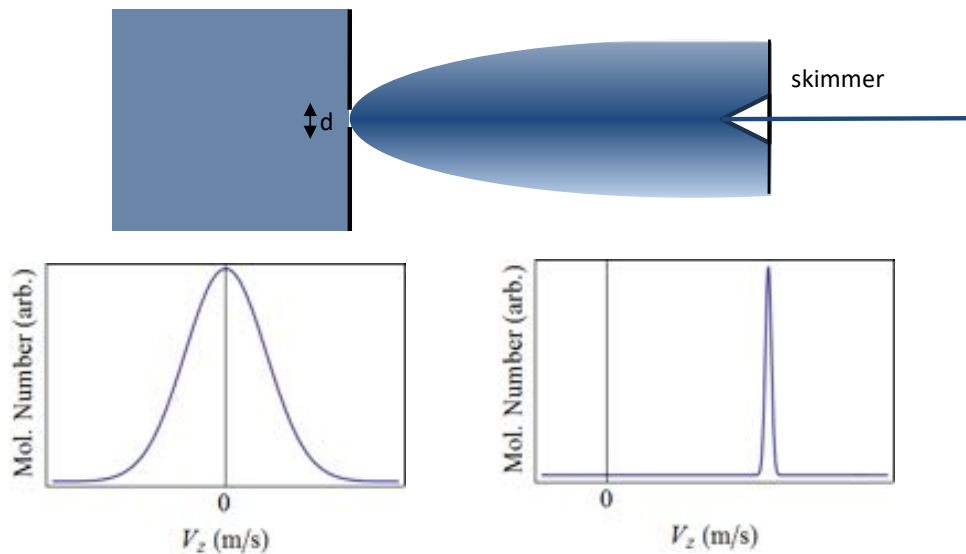 skimmer
d
Mol. Number (arb.)
0
V_z (m/s)
Mol. Number (arb.)
0
V_z (m/s)